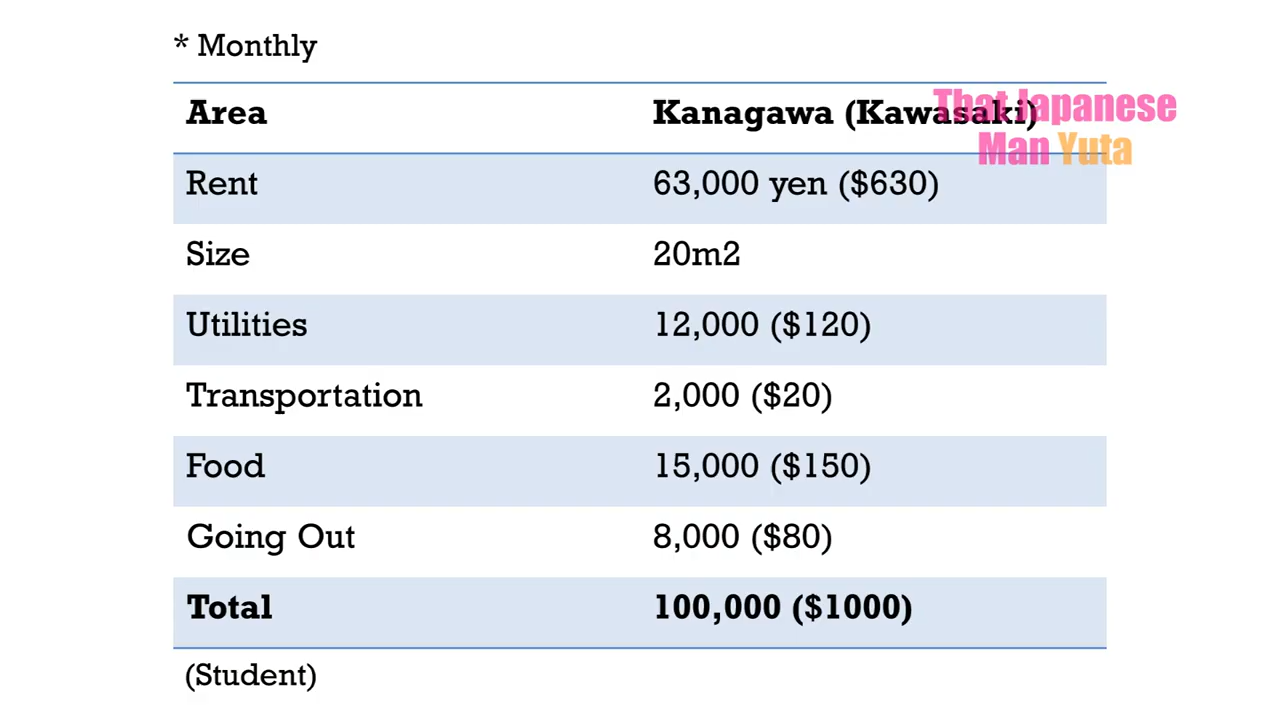 * Monthly
Area Kanagawa (Kawasaki)
That Japanese
Man Yuta
Rent 63,000 yen ($630)
Size 20m2
Utilities 12,000 ($120)
Transportation 2,000 ($20)
Food 15,000 ($150)
Going Out 8,000 ($80)
Total 100,000 ($1000)
(Student)